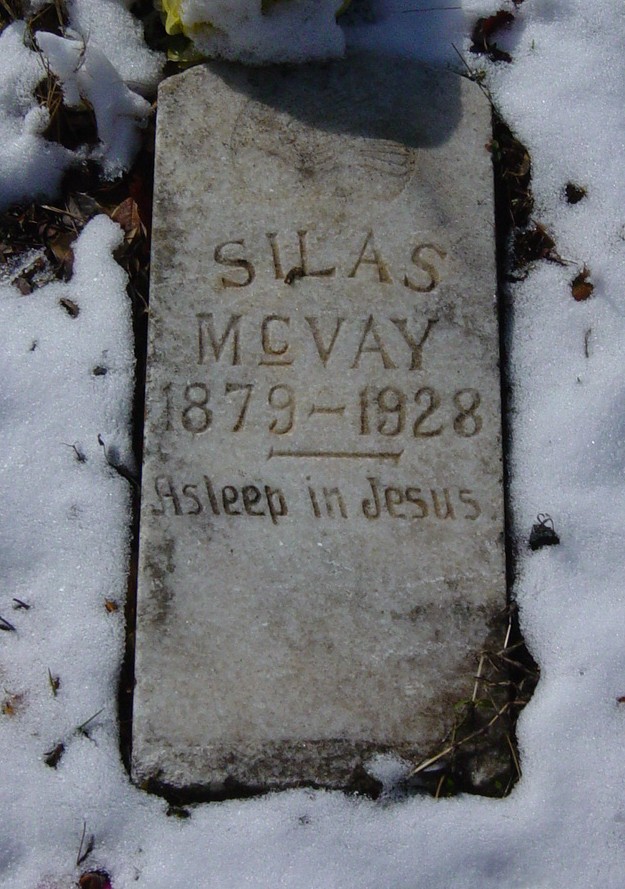 SILAS
McVAY
1879-1928
Asleep in Jesus